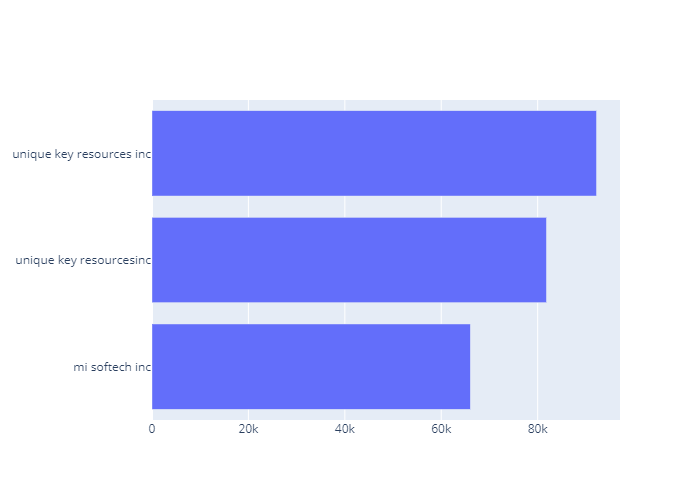 unique key resources inc
unique key resourcesinc
mi softech inc
0 20k 40k 60k 80k